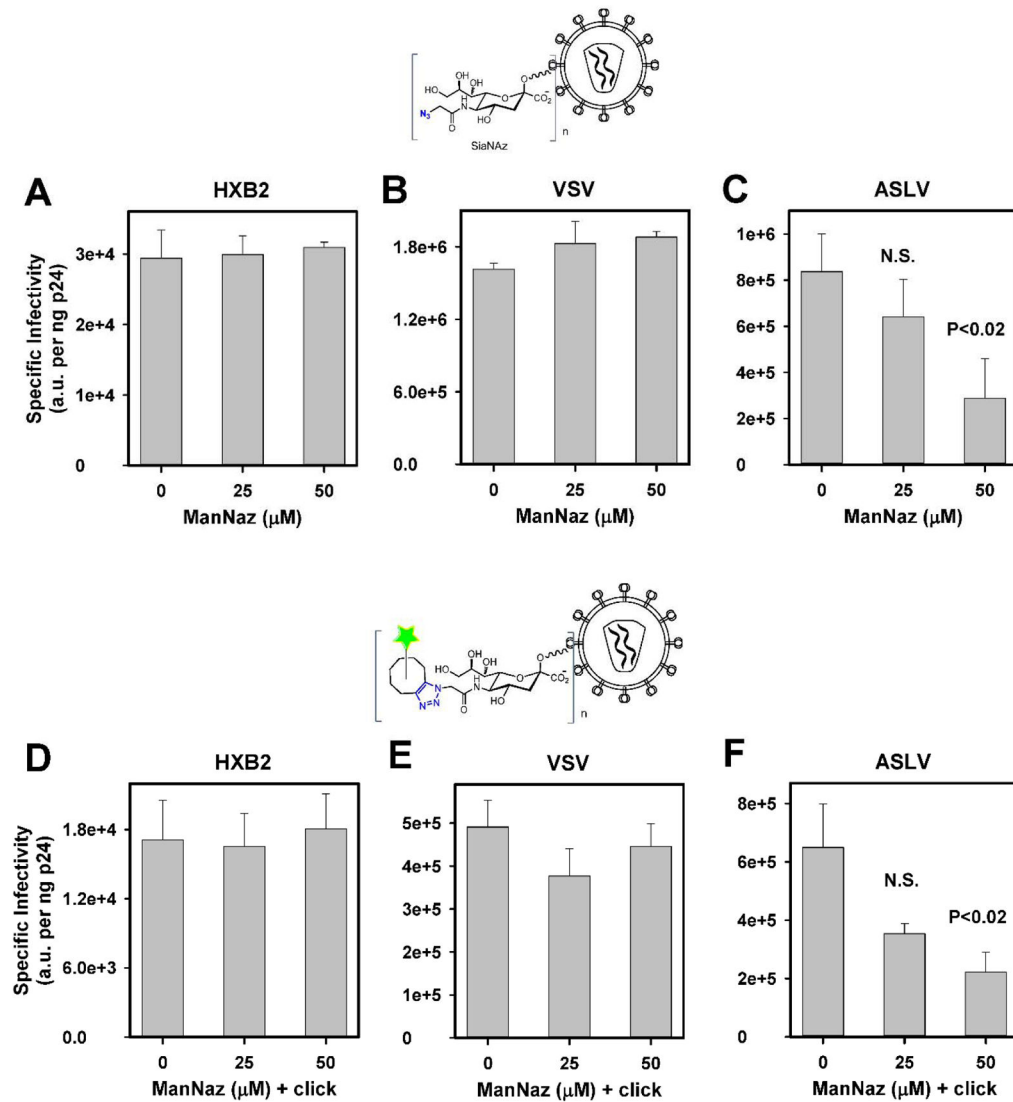 HO OH
OH
HO
H
N
O
O
CO2-
N3
O
HO
n
SiaNAz
A
HXB2
Specific Infectivity
(a.u. per ng p24)
3e+4
2e+4
1e+4
0
0 25 50
ManNaz (μM)
B
VSV
1.8e+6
1.2e+6
6.0e+5
0.0
0 25 50
ManNaz (μM)
C
ASLV
1e+6
8e+5
6e+5
4e+5
2e+5
0
N.S.
P<0.02
0 25 50
ManNaz (μM)
HO OH
OH
HO
H
N
O
O
CO2-
N
N=N
O
HO
n
D
HXB2
Specific Infectivity
(a.u. per ng p24)
1.8e+4
1.2e+4
6.0e+3
0.0
0 25 50
ManNaz (μM) + click
E
VSV
5e+5
4e+5
3e+5
2e+5
1e+5
0
0 25 50
ManNaz (μM) + click
F
ASLV
8e+5
6e+5
4e+5
2e+5
0
N.S.
P<0.02
0 25 50
ManNaz (μM) + click